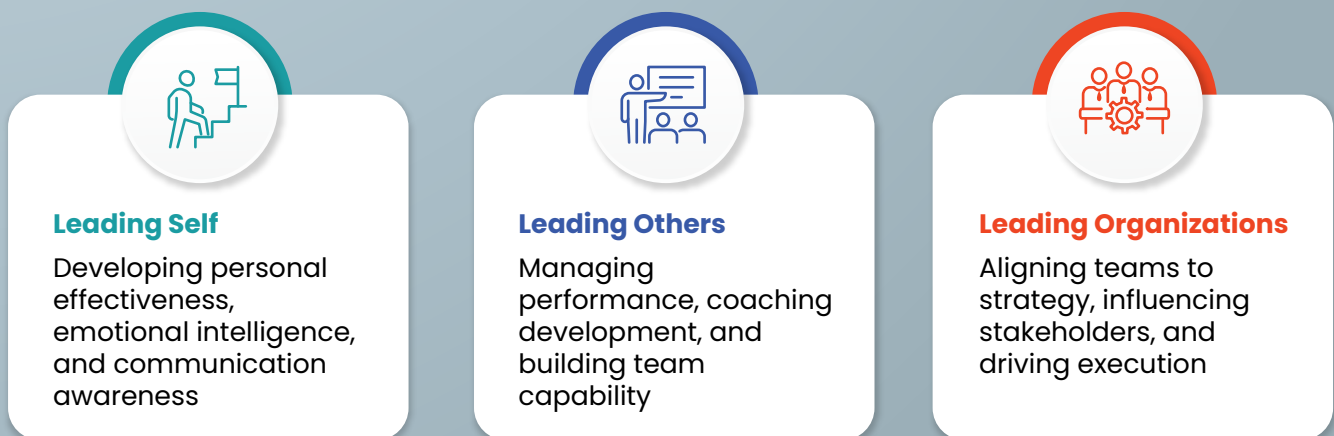 Leading Self
Developing personal
effectiveness,
emotional intelligence,
and communication
awareness
Leading Others
Managing
performance, coaching
development, and
building team
capability
Leading Organizations
Aligning teams to
strategy, influencing
stakeholders, and
driving execution